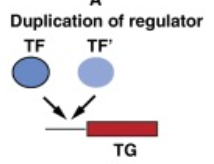 A
Duplication of regulator
TF TF'
TG